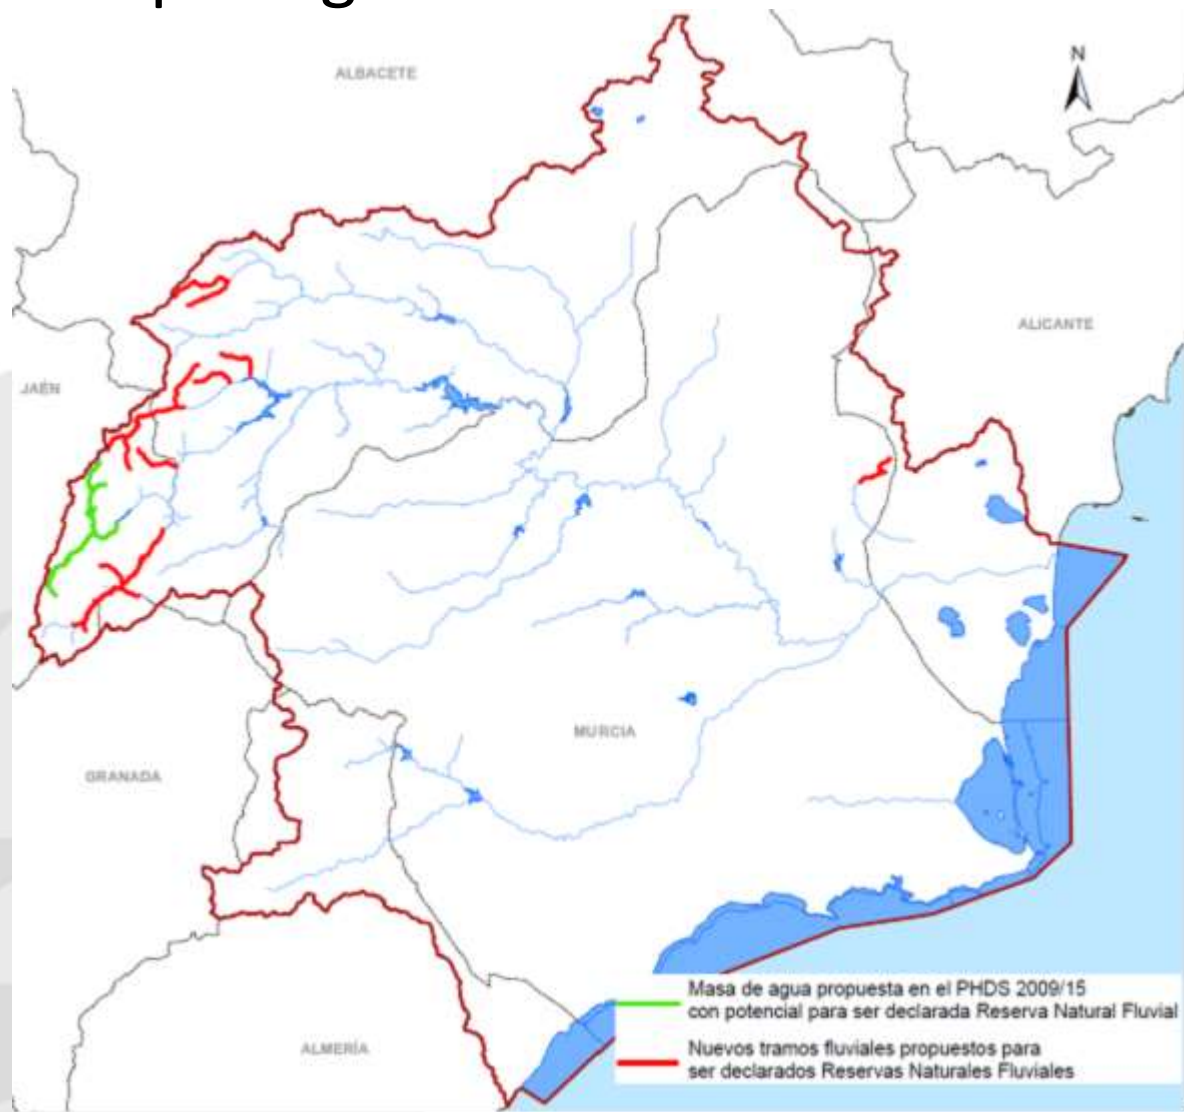 N
ALBACETE
ALICANTE
JAÉN
MURCIA
GRANADA
ALMERÍA
Masa de agua propuesta en el PHDS 2009/15
con potencial para ser declarada Reserva Natural Fluvial
Nuevos tramos fluviales propuestos para
ser declarados Reservas Naturales Fluviales